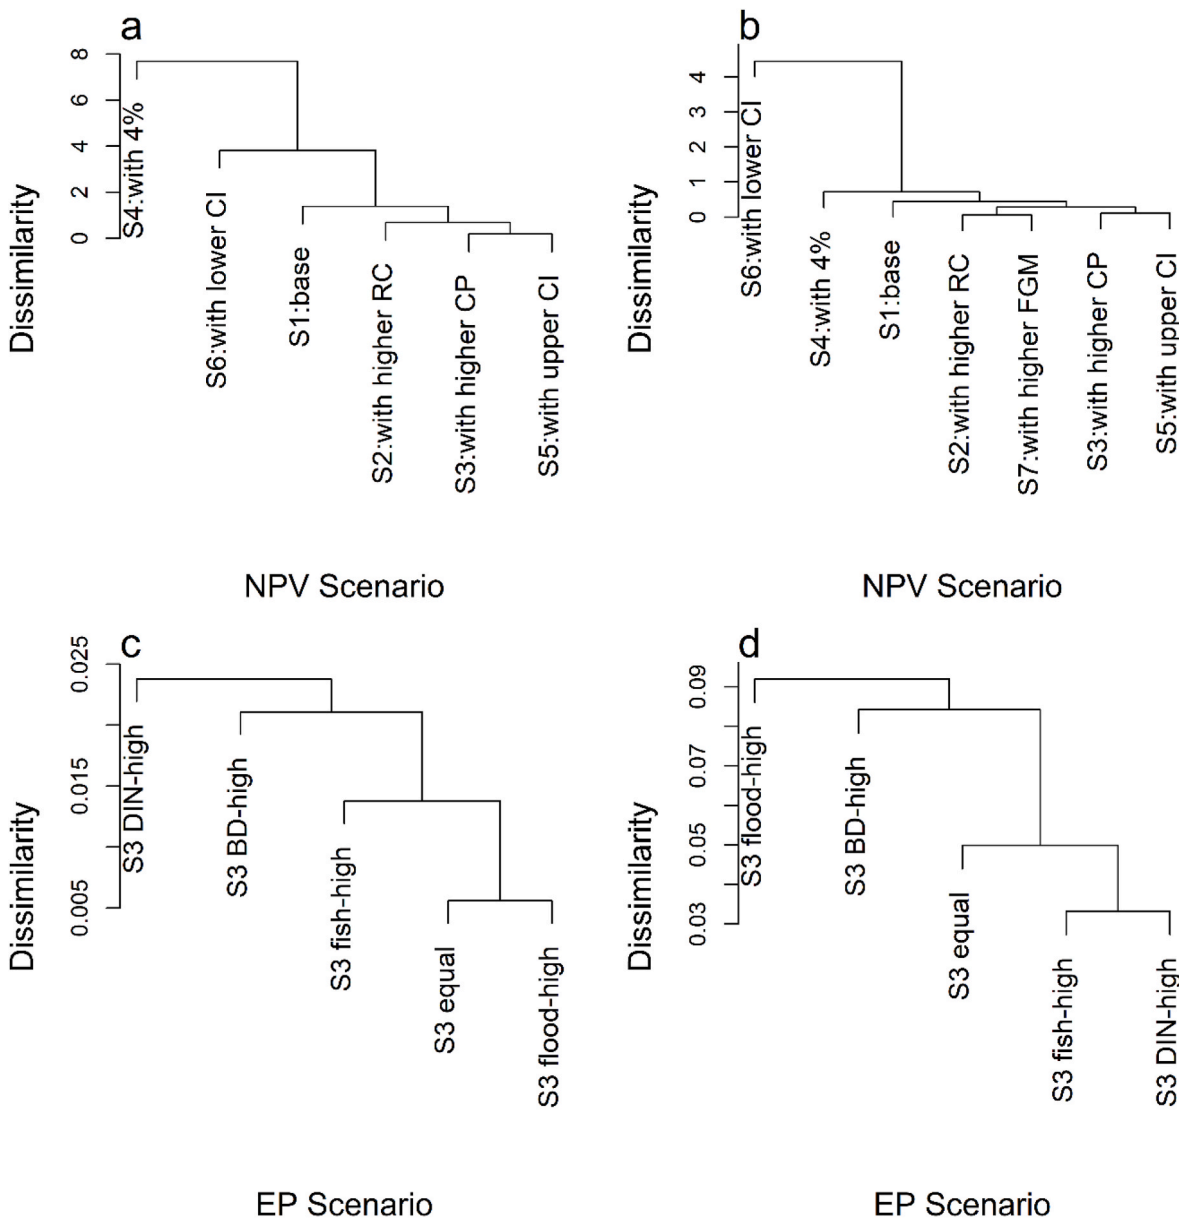 a
Dissimilarity
0
2
4
6
8
S4:with 4%
S6:with lower CI
S1:base
S2:with higher RC
S3:with higher CP
S5:with upper CI
NPV Scenario
b
Dissimilarity
0
1
2
3
4
S6:with lower CI
S4:with 4%
S1:base
S2:with higher RC
S7:with higher FGM
S3:with higher CP
S5:with upper CI
NPV Scenario
c
Dissimilarity
0.005
0.015
0.025
S3 DIN-high
S3 BD-high
S3 fish-high
S3 equal
S3 flood-high
EP Scenario
d
Dissimilarity
0.03
0.05
0.07
0.09
S3 flood-high
S3 BD-high
S3 equal
S3 fish-high
S3 DIN-high
EP Scenario